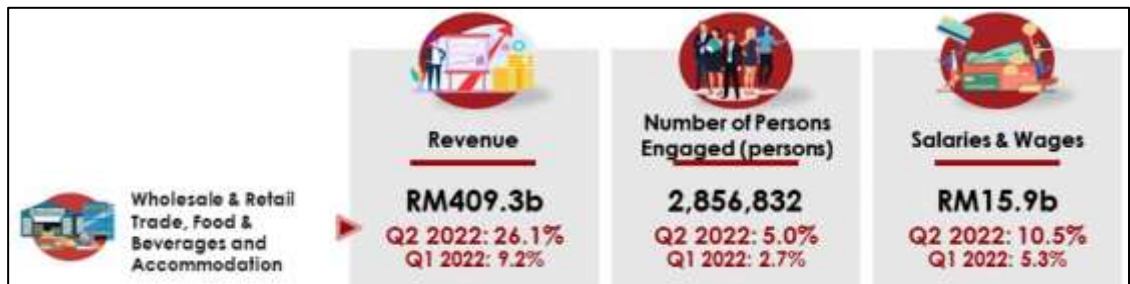 Revenue
Number of Persons
Engaged (persons)
Salaries & Wages
Wholesale & Retail
Trade, Food &
Beverages and
Accommodation
RM409.3b
Q2 2022: 26.1%
Q1 2022: 9.2%
2,856,832
Q2 2022: 5.0%
Q1 2022: 2.7%
RM15.9b
Q2 2022: 10.5%
Q1 2022: 5.3%